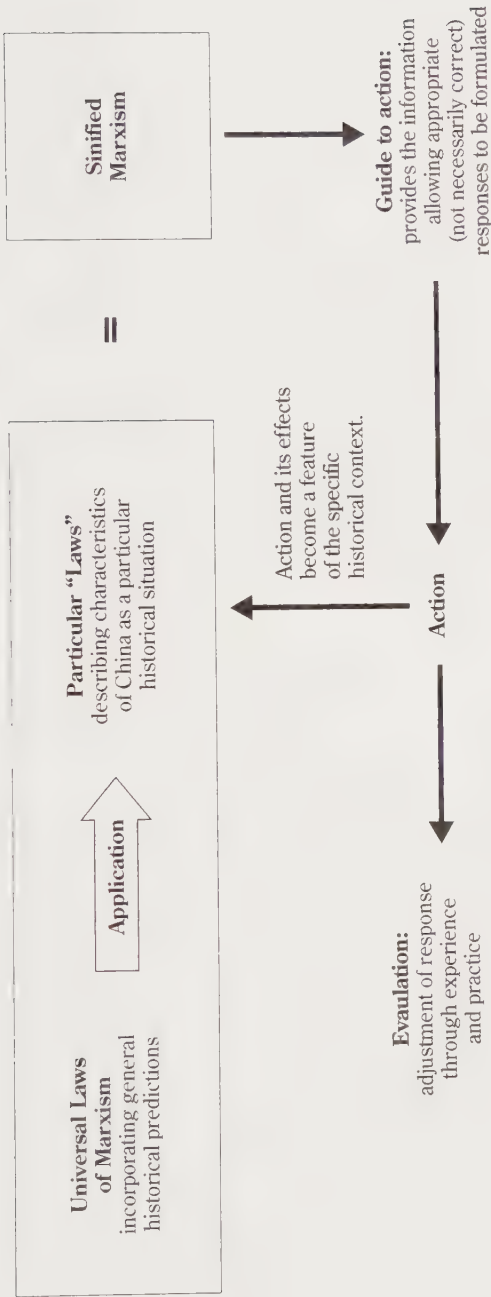 Universal Laws
of Marxism
incorporating general
historical predictions
Application
Particular “Laws”
describing characteristics
of China as a particular
historical situation
=
Sinified
Marxism
Guide to action:
provides the information
allowing appropriate
(not necessarily correct)
responses to be formulated
Action and its effects
become a feature
of the specific
historical context.
Action
Evaulation:
adjustment of response
through experience
and practice